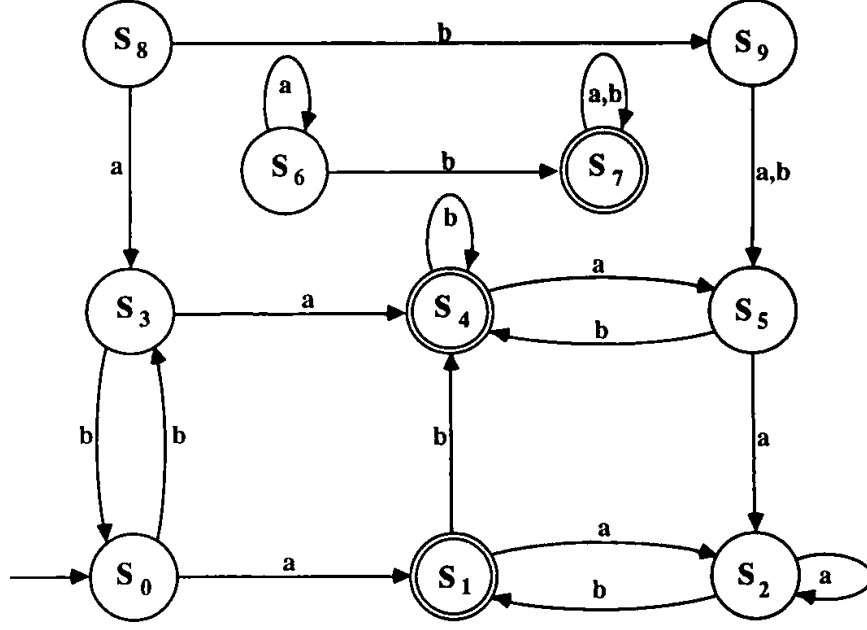 S8 b S9
a a,b
S6 b S7
a b a,b
S3 a S4 a S5
b
b b b a
a
S0 a S1 b S2 a